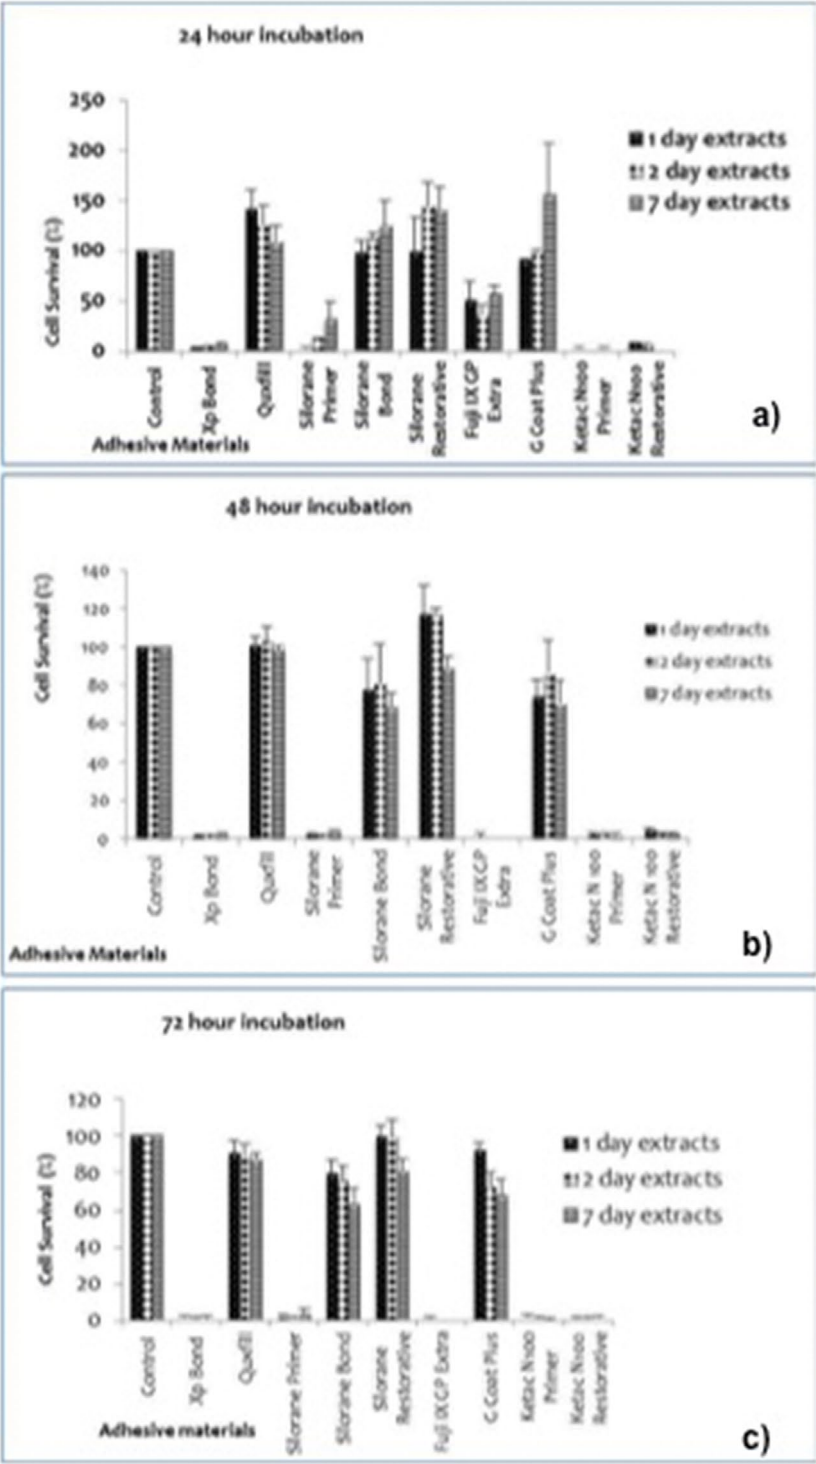 24 hour incubation
250
200
150
100
50
0
Cell Survival (%)
1 day extracts
2 day extracts
7 day extracts
Control
Xp Bond
Quixfil
Silorane
Primer
Silorane
Bond
Silorane
Restorative
Fuji IX GP
Extra
G Coat Plus
Ketac N100
Primer
Ketac N100
Restorative
Adhesive Materials
a)
48 hour incubation
140
120
100
80
60
40
20
0
Cell Survival (%)
1 day extracts
2 day extracts
7 day extracts
Control
Xp Bond
Quixfil
Silorane
Primer
Silorane Bond
Silorane
Restorative
Fuji IX GP
Extra
G Coat Plus
Ketac N 100
Primer
Ketac N 100
Restorative
Adhesive Materials
b)
72 hour incubation
120
100
80
60
40
20
0
Cell Survival (%)
1 day extracts
2 day extracts
7 day extracts
Control
Xp Bond
Quixfil
Silorane Primer
Silorane Bond
Silorane
Restorative
Fuji IX GP Extra
G Coat Plus
Ketac N100
Primer
Ketac N100
Restorative
Adhesive materials
c)